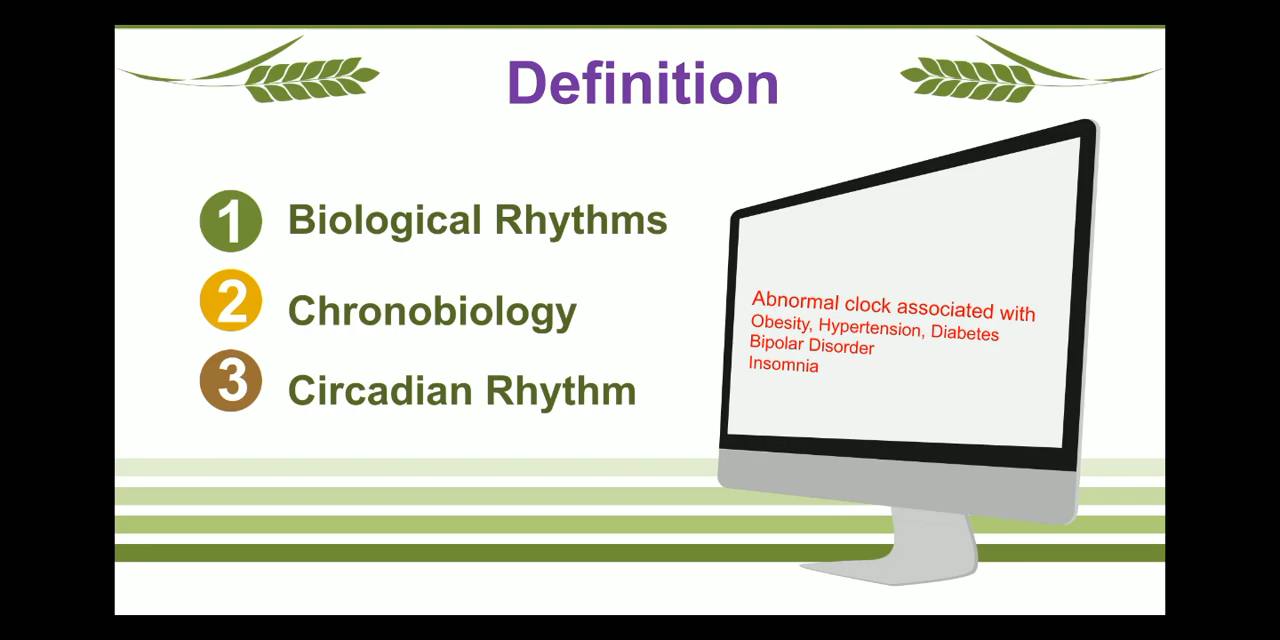 Definition
1 Biological Rhythms
2 Chronobiology
3 Circadian Rhythm
Abnormal clock associated with
Obesity, Hypertension, Diabetes
Bipolar Disorder
Insomnia